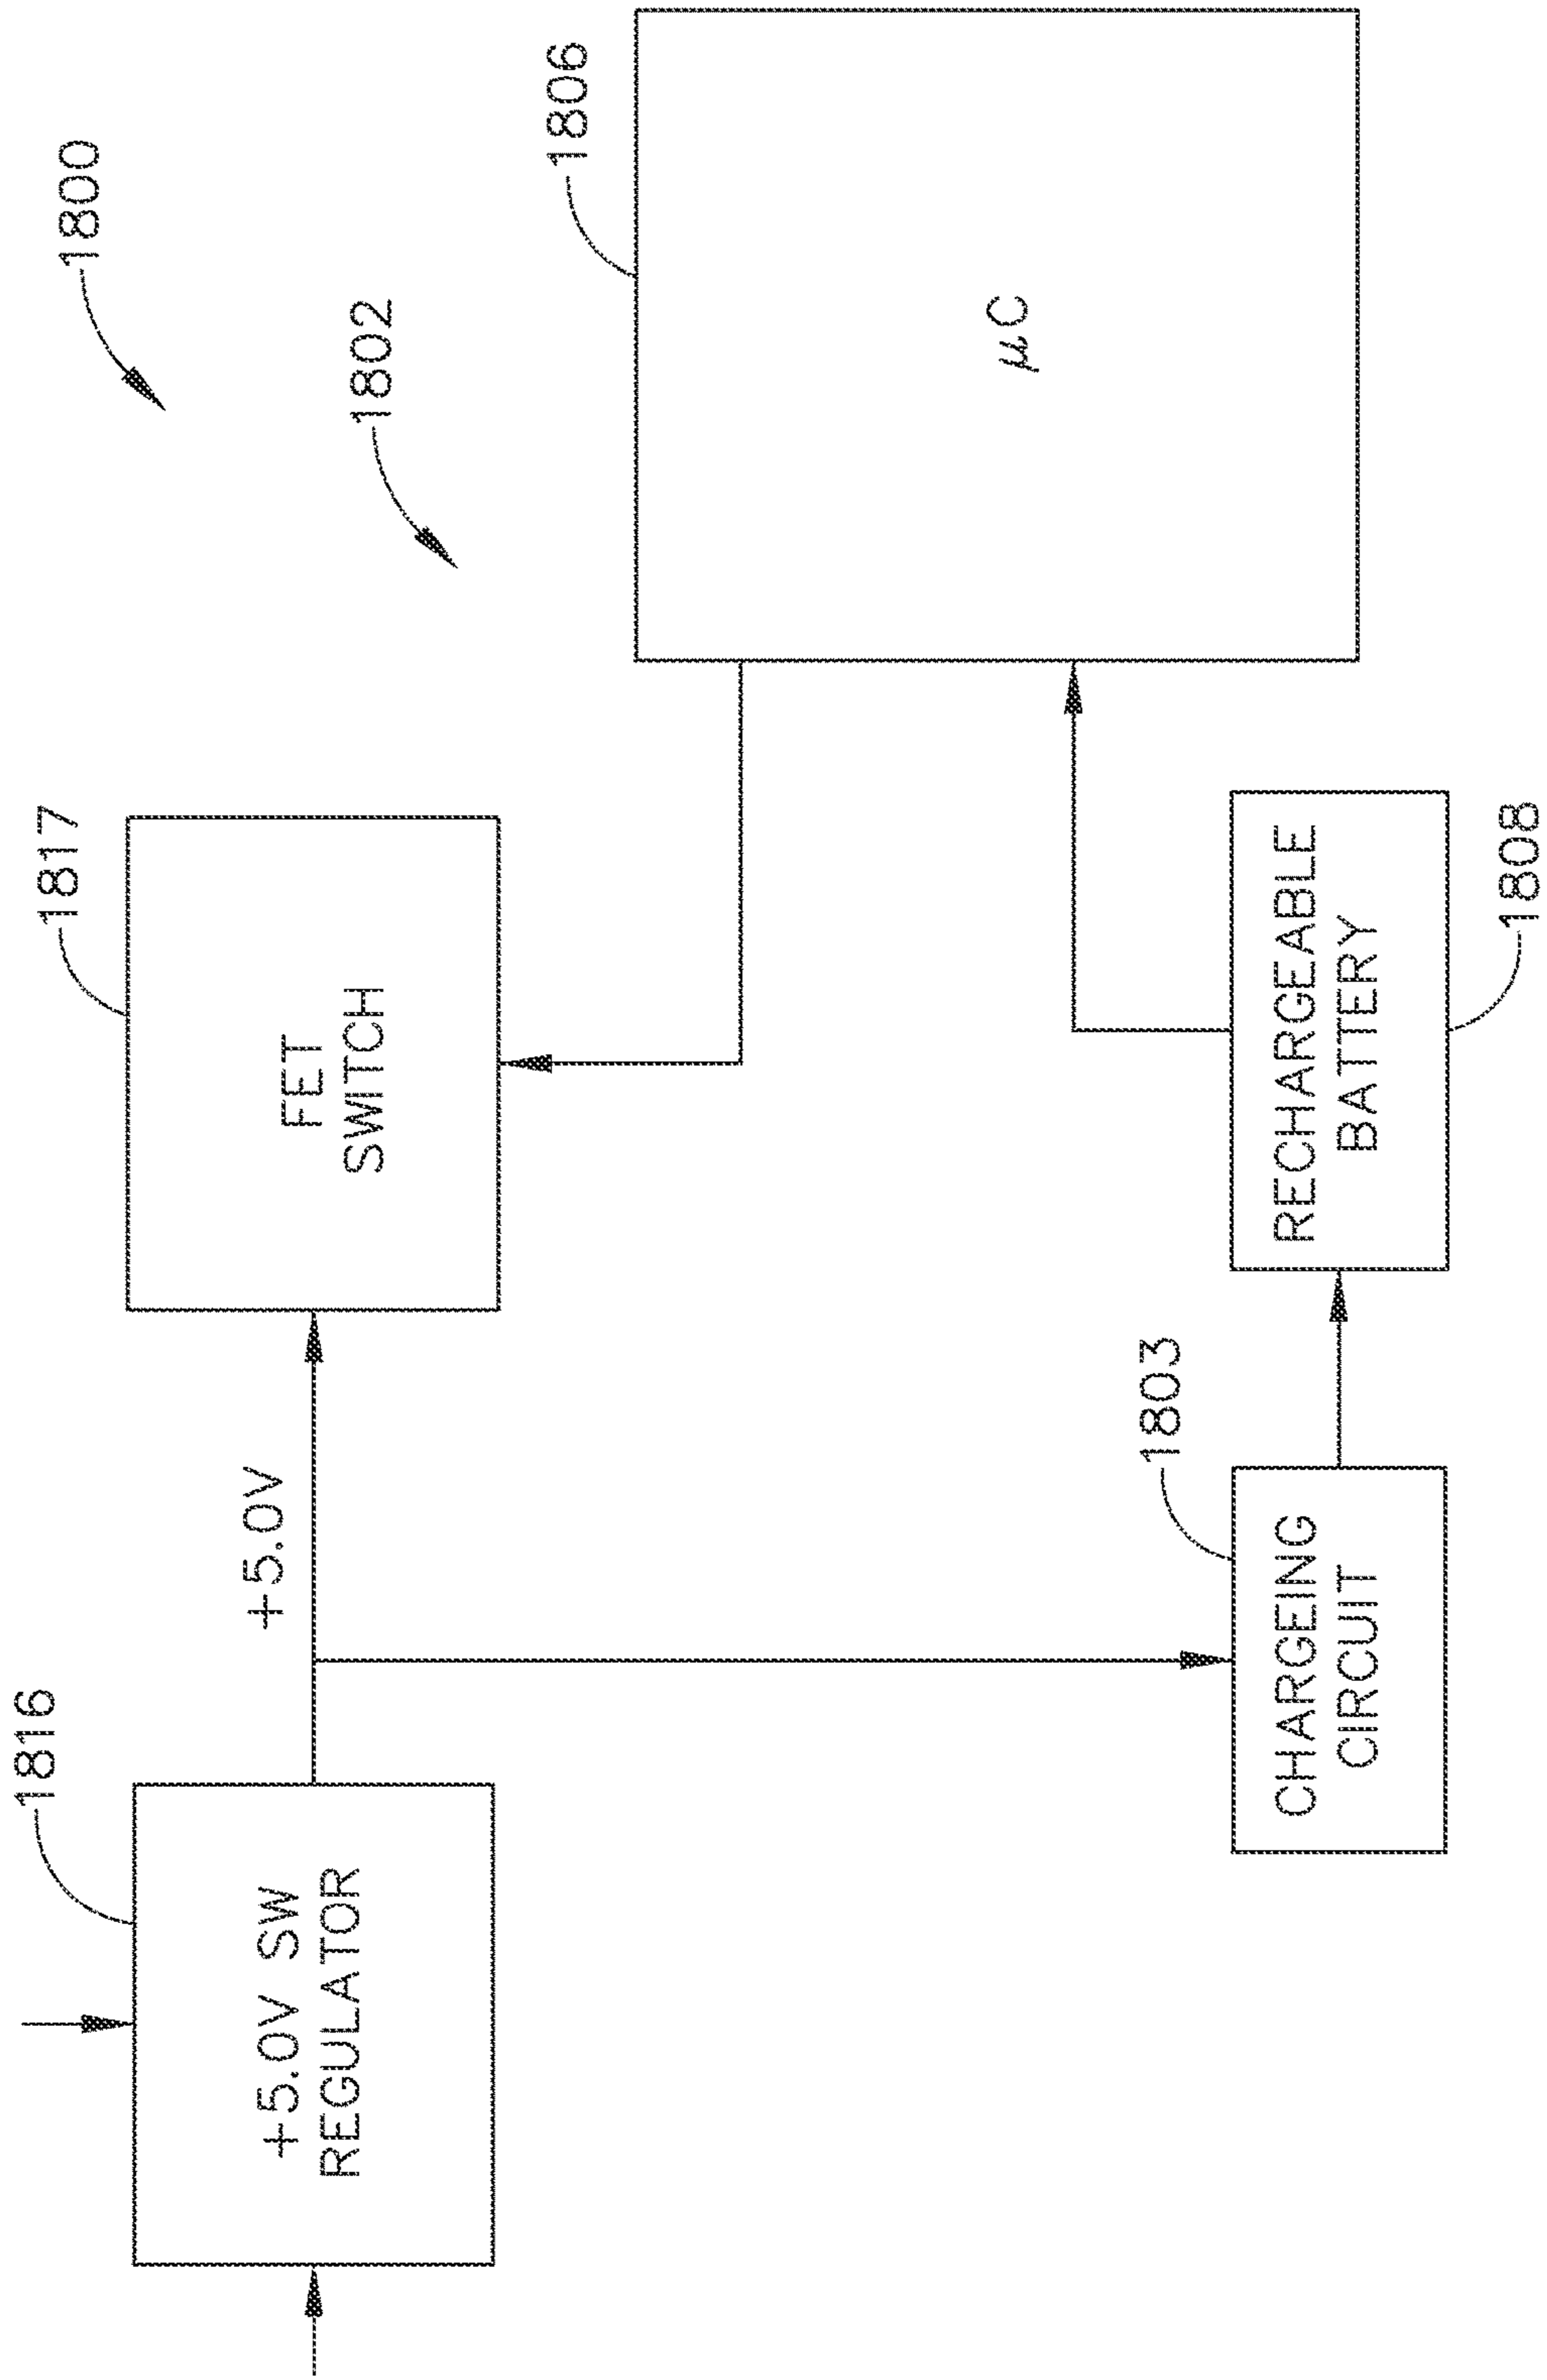 1800
1802
1816
+5.0V SW
REGULATOR
+5.0V
1817
FET
SWITCH
1806
μC
1803
CHARGEING
CIRCUIT
RECHARGEABLE
BATTERY
1808